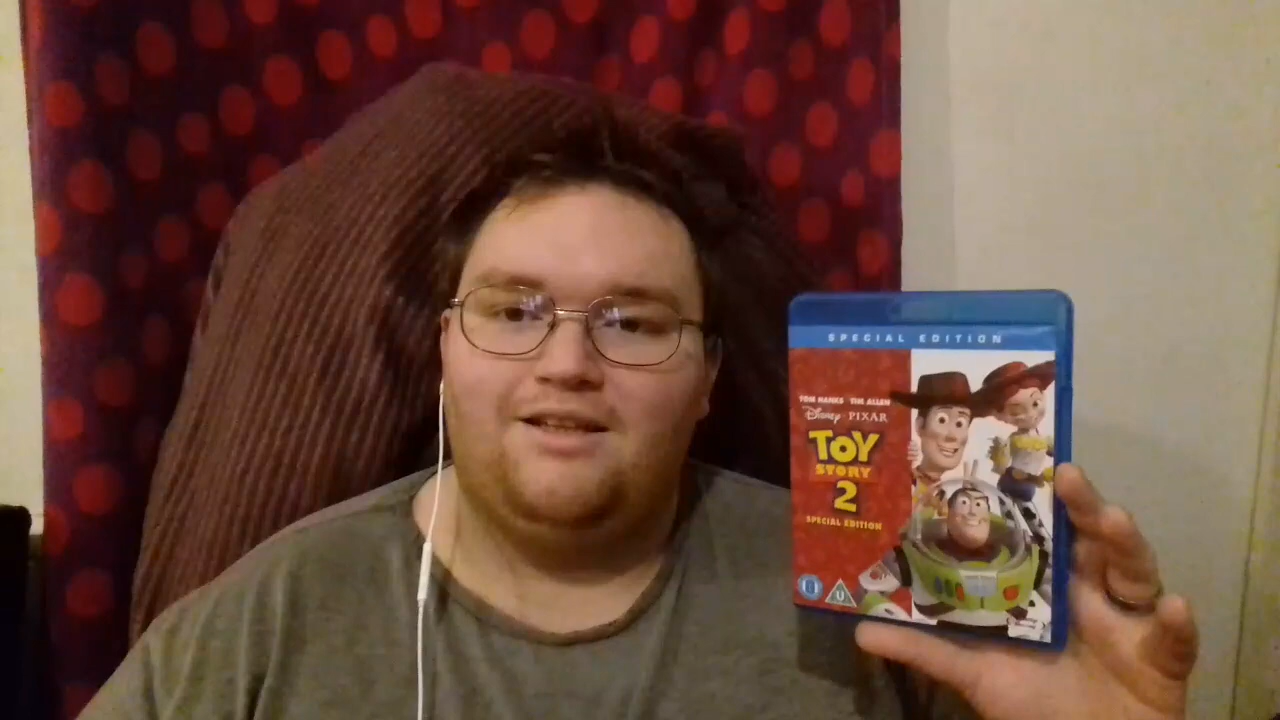 SPECIAL EDITION
TOM HANKS TIM ALLEN
Disney PIXAR
TOY
STORY
2
SPECIAL EDITION
U